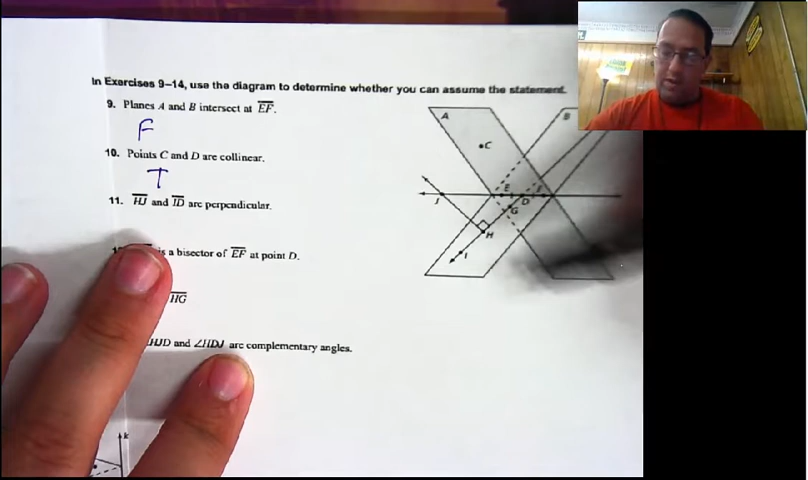 In Exercises 9–14, use the diagram to determine whether you can assume the statement.
9. Planes A and B intersect at EF.
F
10. Points C and D are collinear.
T
11. HJ and ID are perpendicular.
is a bisector of EF at point D.
HG
HJD and ∠HDJ are complementary angles.
A
B
C
E
F
J
D
G
H
I
k